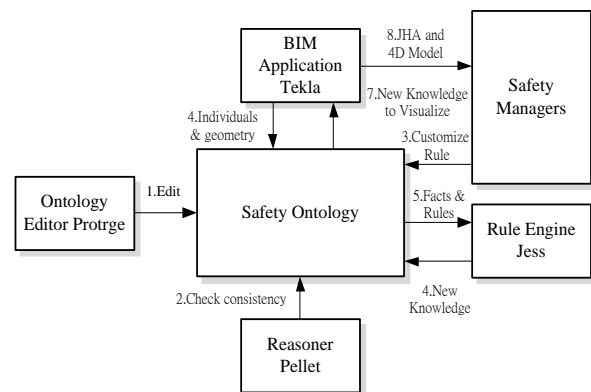 BIM
Application
Tekla
8.JHA and
4D Model
Safety
Managers
7.New Knowledge
to Visualize
4.Individuals
& geometry
3.Customize
Rule
Ontology
Editor Protrge
1.Edit
Safety Ontology
5.Facts &
Rules
Rule Engine
Jess
4.New
Knowledge
2.Check consistency
Reasoner
Pellet